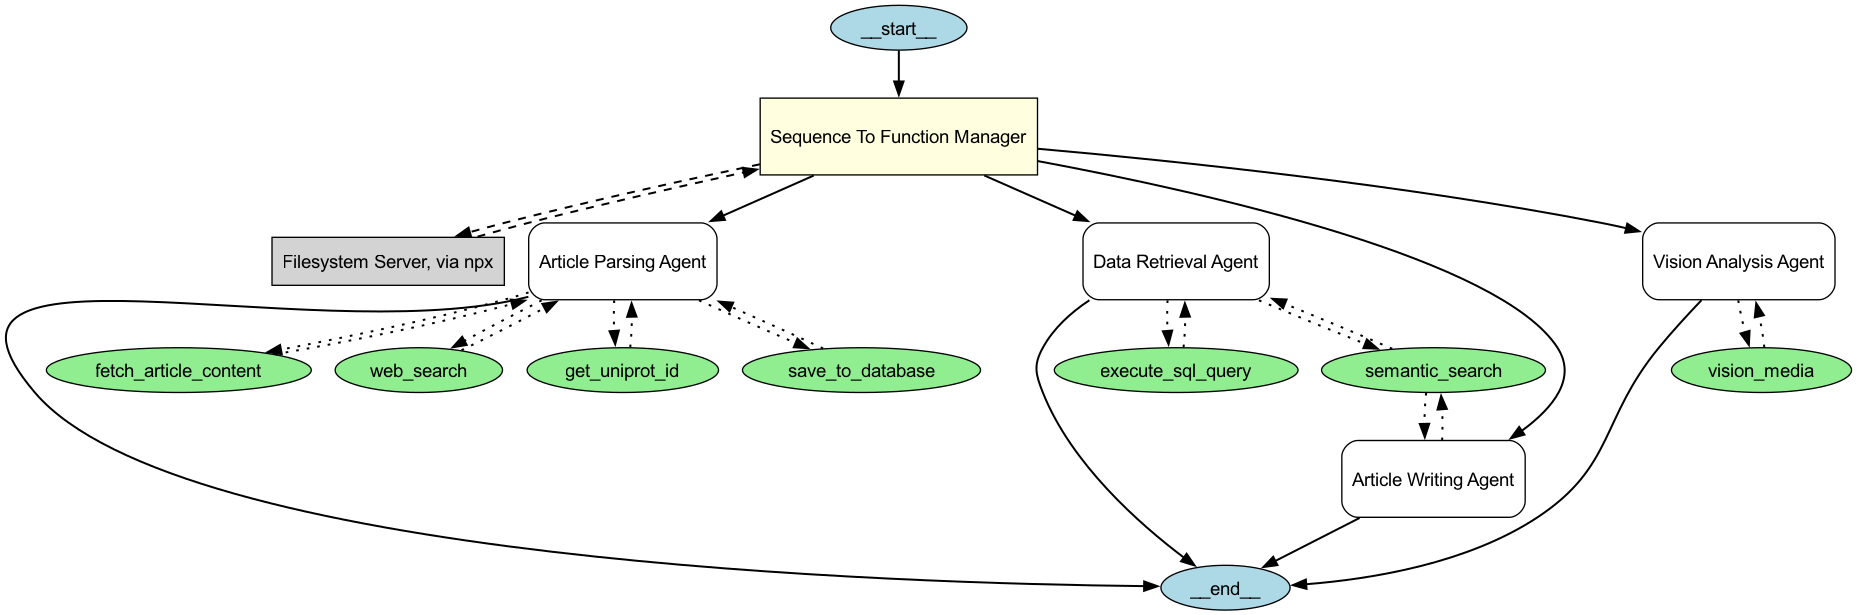 __start__
Sequence To Function Manager
Filesystem Server, via npx
Article Parsing Agent
Data Retrieval Agent
Vision Analysis Agent
fetch_article_content
web_search
get_uniprot_id
save_to_database
execute_sql_query
semantic_search
vision_media
Article Writing Agent
__end__